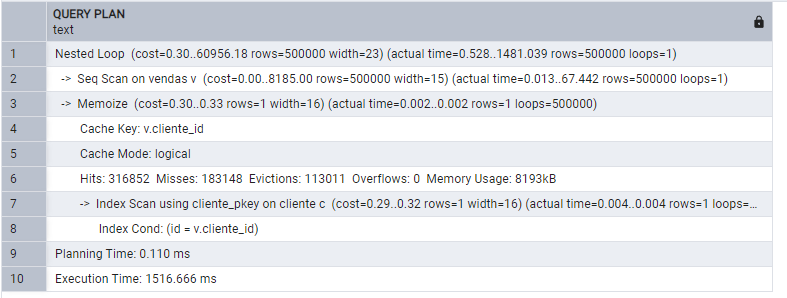 QUERY PLAN
text
1 Nested Loop (cost=0.30..60956.18 rows=500000 width=23) (actual time=0.528..1481.039 rows=500000 loops=1)
2 -> Seq Scan on vendas v (cost=0.00..8185.00 rows=500000 width=15) (actual time=0.013..67.442 rows=500000 loops=1)
3 -> Memoize (cost=0.30..0.33 rows=1 width=16) (actual time=0.002..0.002 rows=1 loops=500000)
4 Cache Key: v.cliente_id
5 Cache Mode: logical
6 Hits: 316852 Misses: 183148 Evictions: 113011 Overflows: 0 Memory Usage: 8193kB
7 -> Index Scan using cliente_pkey on cliente c (cost=0.29..0.32 rows=1 width=16) (actual time=0.004..0.004 rows=1 loops=...
8 Index Cond: (id = v.cliente_id)
9 Planning Time: 0.110 ms
10 Execution Time: 1516.666 ms